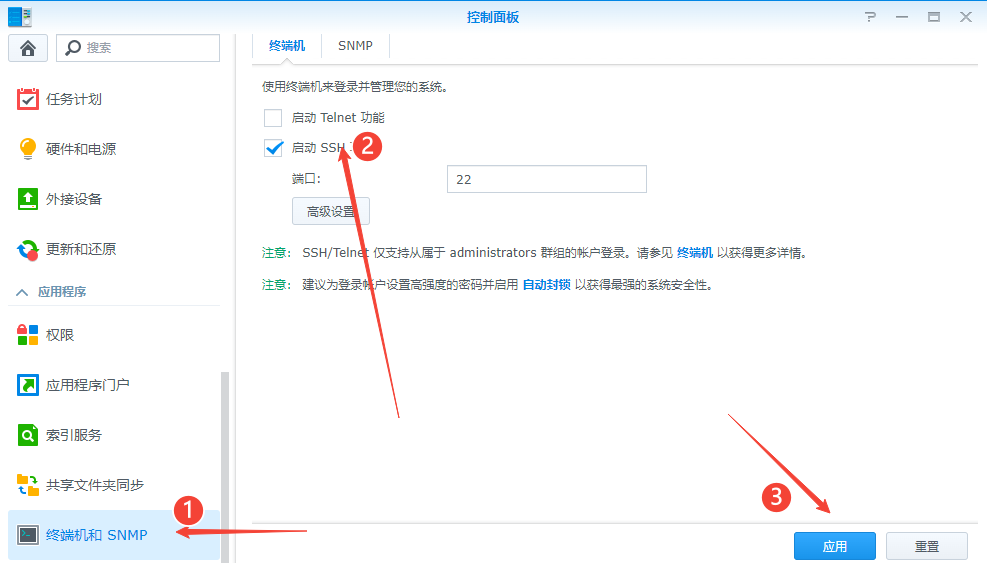 控制面板
搜索
任务计划
硬件和电源
外接设备
更新和还原
应用程序
权限
应用程序门户
索引服务
共享文件夹同步
终端机和 SNMP
1
终端机
SNMP
使用终端机来登录并管理您的系统。
启动 Telnet 功能
启动 SSH
2
端口:
22
高级设置
注意: SSH/Telnet 仅支持从属于 administrators 群组的帐户登录。请参见 终端机 以获得更多详情。
注意: 建议为登录帐户设置高强度的密码并启用 自动封锁 以获得最强的系统安全性。
3
应用
重置